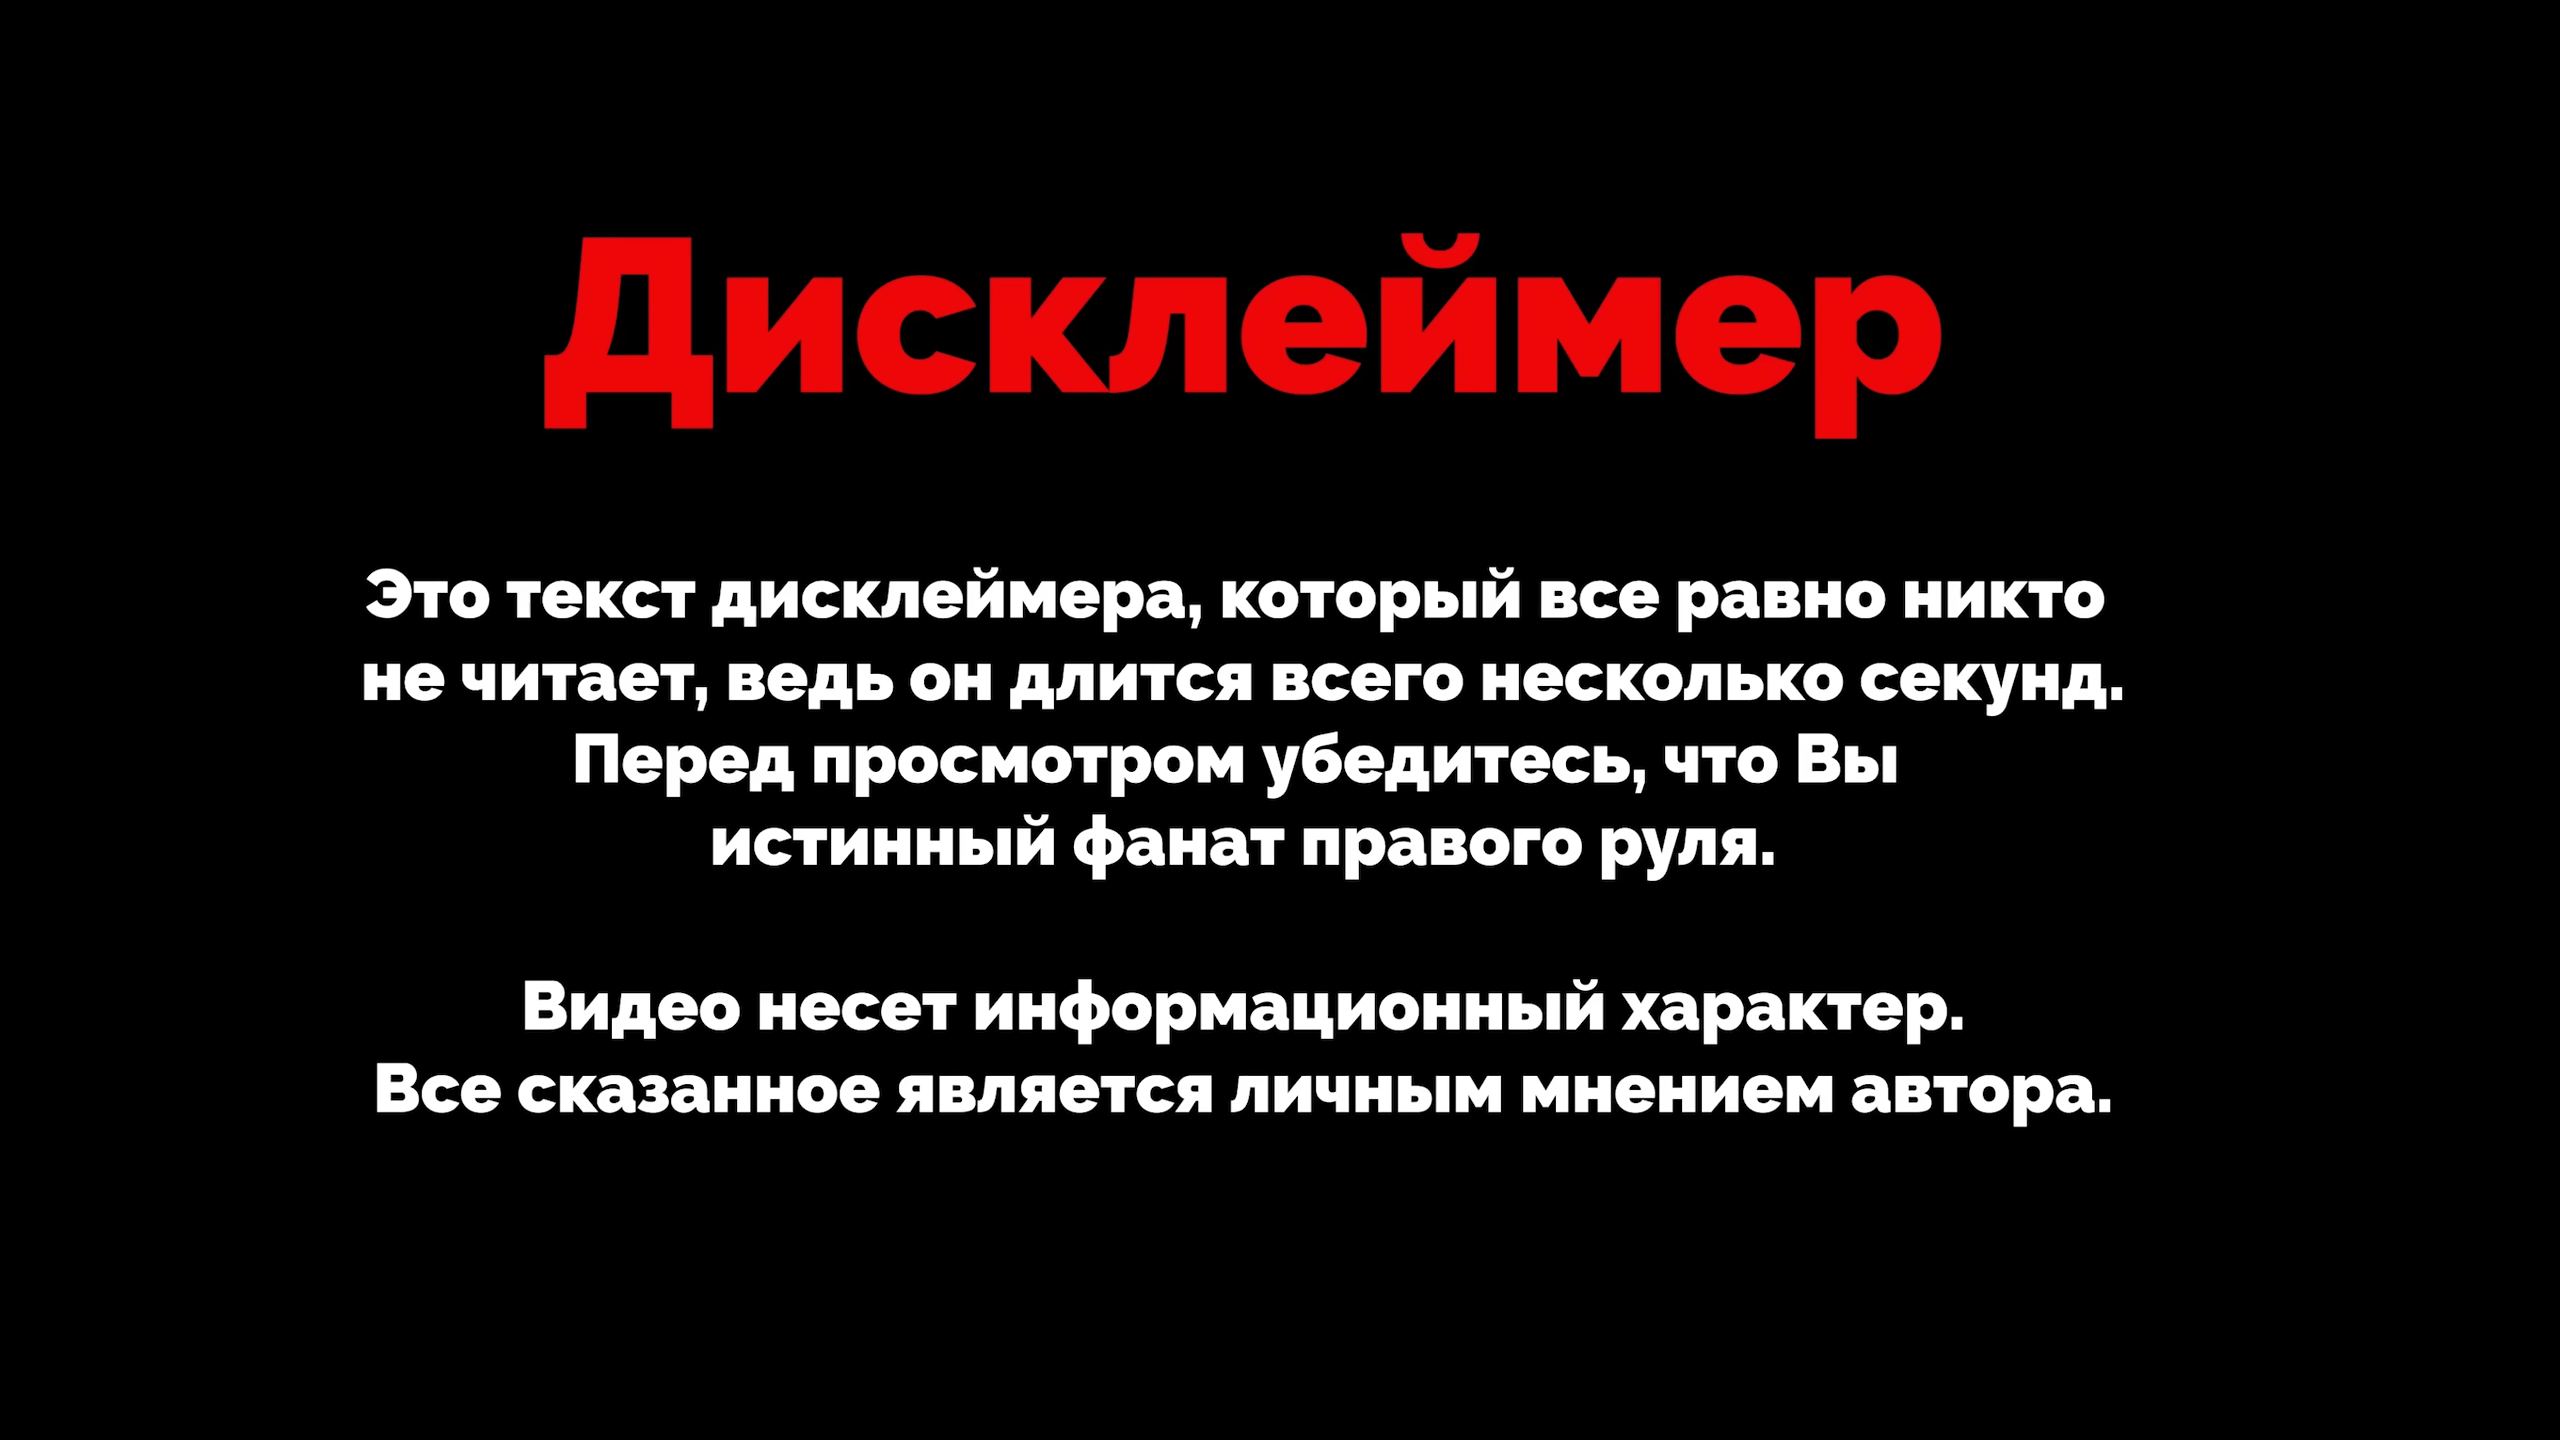 Дисклеймер
Это текст дисклеймера, который все равно никто
не читает, ведь он длится всего несколько секунд.
Перед просмотром убедитесь, что Вы
истинный фанат правого руля.
Видео несет информационный характер.
Все сказанное является личным мнением автора.